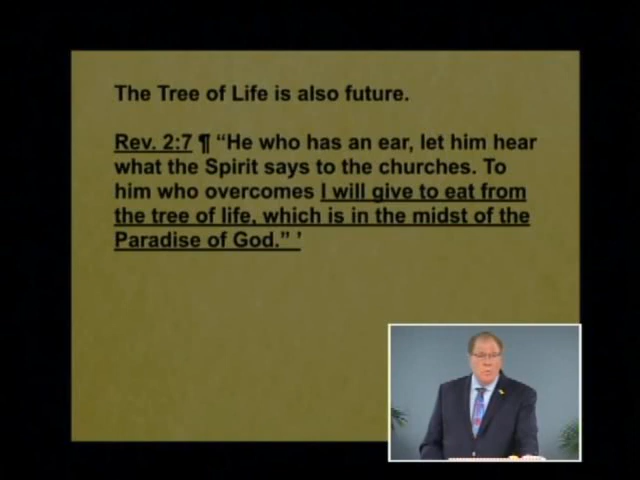 The Tree of Life is also future.
Rev. 2:7 ¶ “He who has an ear, let him hear
what the Spirit says to the churches. To
him who overcomes I will give to eat from
the tree of life, which is in the midst of the
Paradise of God.” ’